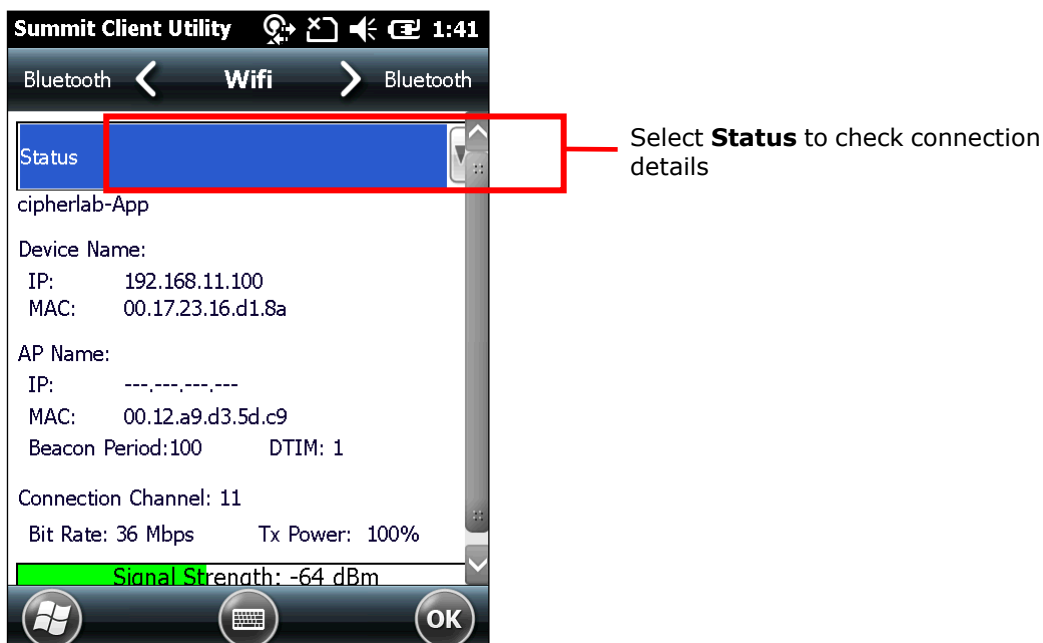 Summit Client Utility 1:41
Bluetooth Wifi Bluetooth
Status
Select Status to check connection
details
cipherlab-App
Device Name:
IP: 192.168.11.100
MAC: 00.17.23.16.d1.8a
AP Name:
IP: ---.---.---.---
MAC: 00.12.a9.d3.5d.c9
Beacon Period:100 DTIM: 1
Connection Channel: 11
Bit Rate: 36 Mbps Tx Power: 100%
Signal Strength: -64 dBm
OK